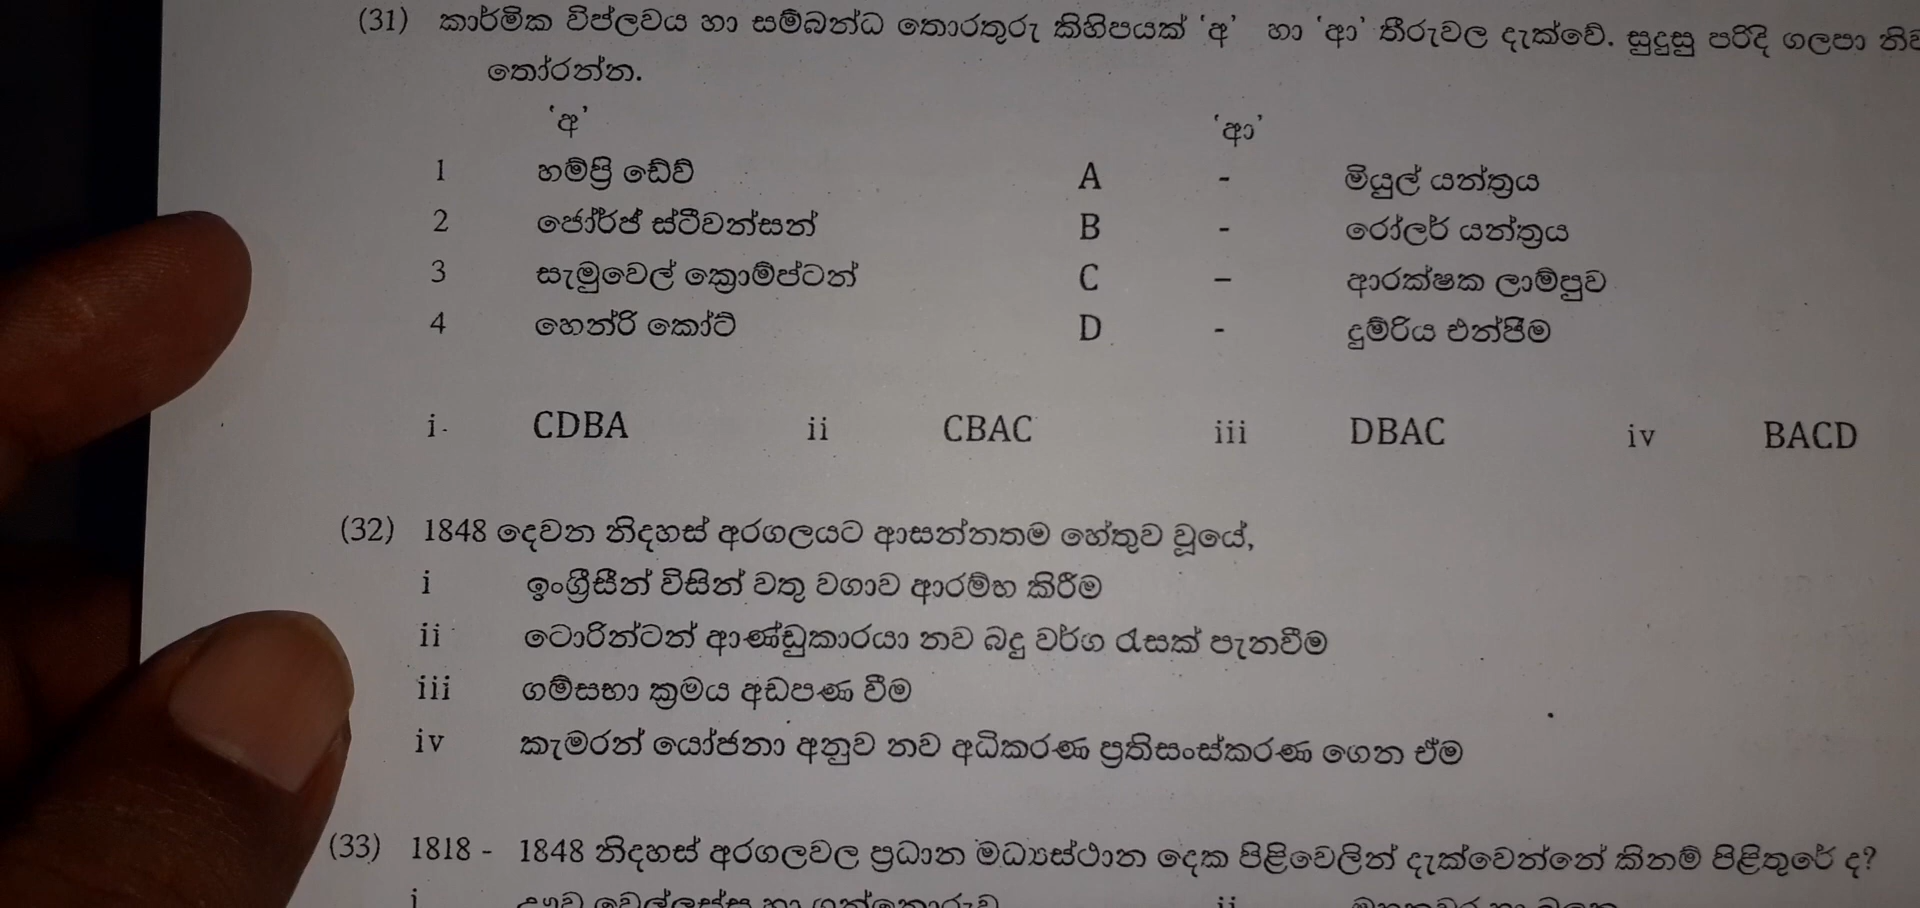 (31) කාර්මික විප්ලවය හා සම්බන්ධ තොරතුරු කිහිපයක් ‘අ’ හා ‘ආ’ තීරුවල දැක්වේ. සුදුසු පරිදි ගලපා
තෝරන්න.
‘අ’ ‘ආ’
1 හම්ප්‍රි ඩේව් A - මියුල් යන්ත්‍රය
2 ජෝර්ජ් ස්ටීවන්සන් B - රෝලර් යන්ත්‍රය
3 සැමුවෙල් ක්‍රොම්ප්ටන් C – ආරක්ෂක ලාම්පුව
4 හෙන්රි කෝට් D - දුම්රිය එන්ජිම
i CDBA ii CBAC iii DBAC iv BACD
(32) 1848 දෙවන නිදහස් අරගලයට ආසන්නතම හේතුව වූයේ,
i ඉංග්‍රීසීන් විසින් වතු වගාව ආරම්භ කිරීම
ii ටොරින්ටන් ආණ්ඩුකාරයා නව බදු වර්ග රැසක් පැනවීම
iii ගම්සභා ක්‍රමය අඩපණ වීම
iv කැමරන් යෝජනා අනුව නව අධිකරණ ප්‍රතිසංස්කරණ ගෙන ඒම
(33) 1818 - 1848 නිදහස් අරගලවල ප්‍රධාන මධ්‍යස්ථාන දෙක පිළිවෙලින් දැක්වෙන්නේ කිනම් පිළිතුරේ ද?
i ඌව වෙල්ලස්ස හා ii